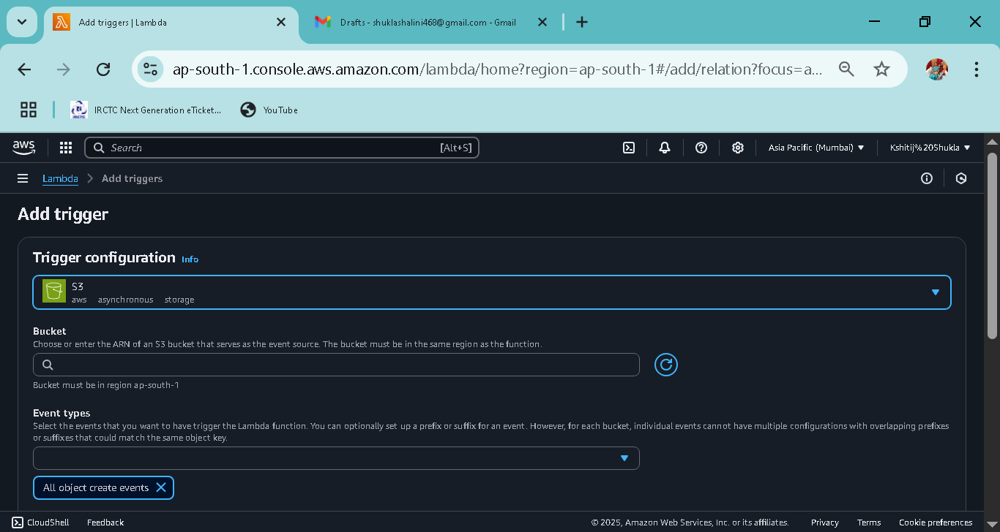 Add triggers | Lambda
Drafts - shuklashalini468@gmail.com - Gmail
ap-south-1.console.aws.amazon.com/lambda/home?region=ap-south-1#/add/relation?focus=a...
IRCTC Next Generation eTicket...
YouTube
aws
Search
[Alt+S]
Asia Pacific (Mumbai)
Kshitij%20Shukla
Lambda
Add triggers
Add trigger
Trigger configuration Info
S3
aws asynchronous storage
Bucket
Choose or enter the ARN of an S3 bucket that serves as the event source. The bucket must be in the same region as the function.
Bucket must be in region ap-south-1
Event types
Select the events that you want to have trigger the Lambda function. You can optionally set up a prefix or suffix for an event. However, for each bucket, individual events cannot have multiple configurations with overlapping prefixes
or suffixes that could match the same object key.
All object create events
CloudShell
Feedback
© 2025, Amazon Web Services, Inc. or its affiliates.
Privacy
Terms
Cookie preferences